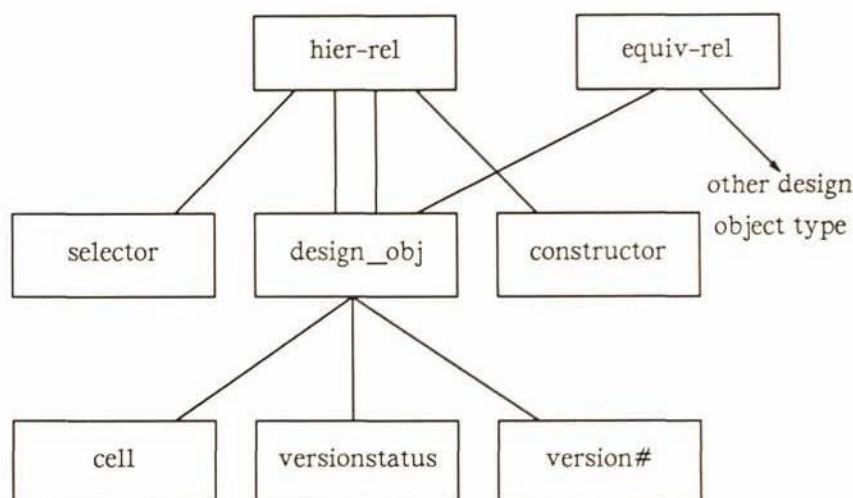 hier-rel
equiv-rel
other design
object type
selector
design_obj
constructor
cell
versionstatus
version#